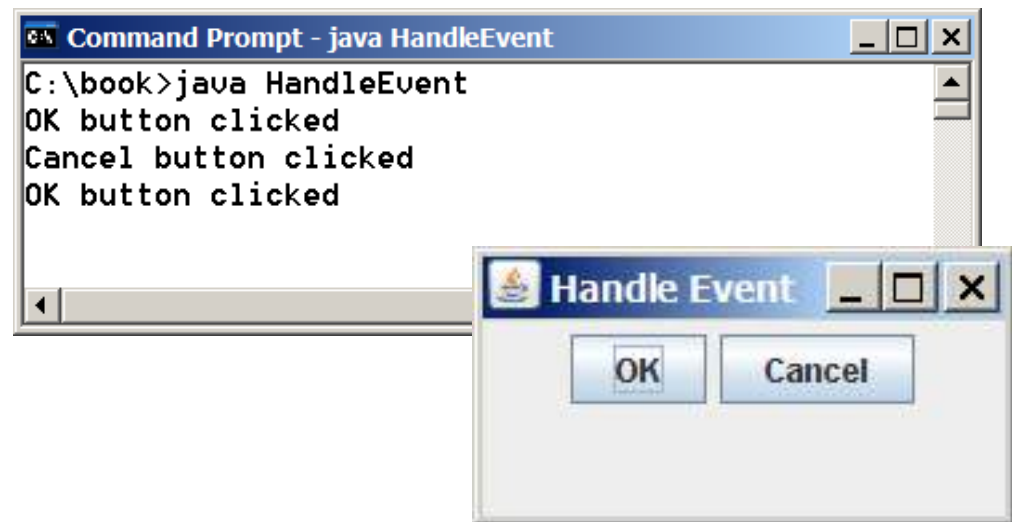 Command Prompt - java HandleEvent
C:\book>java HandleEvent
OK button clicked
Cancel button clicked
OK button clicked
Handle Event
OK Cancel